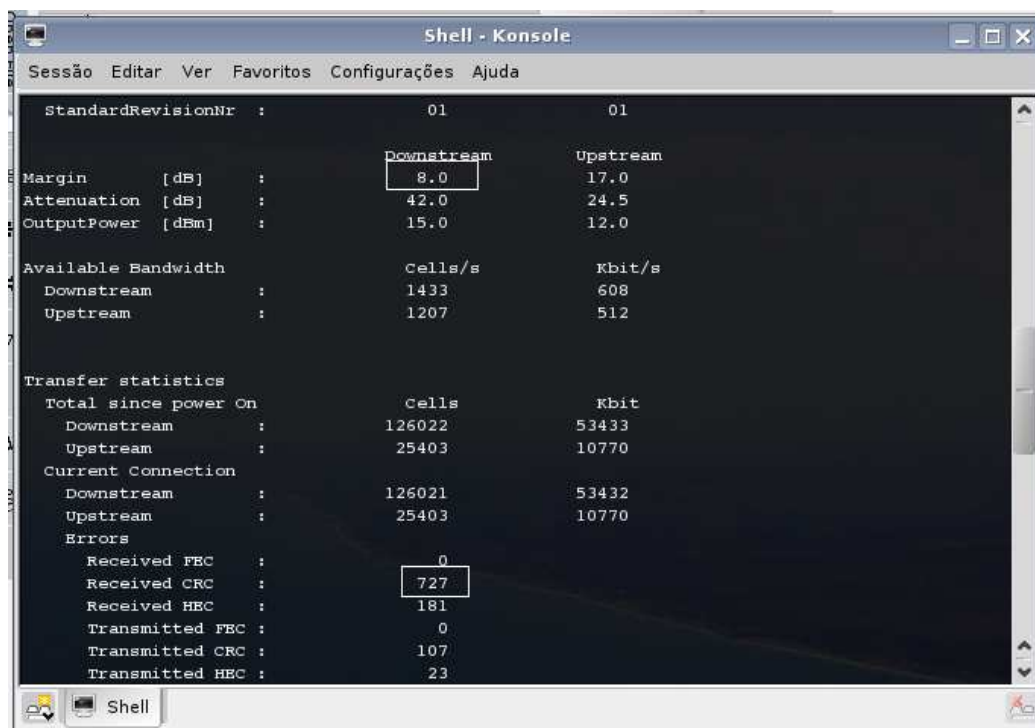 Shell - Konsole
Sessão Editar Ver Favoritos Configurações Ajuda
StandardRevisionNr : 01 01
Downstream Upstream
Margin [dB] : 8.0 17.0
Attenuation [dB] : 42.0 24.5
OutputPower [dBm] : 15.0 12.0
Available Bandwidth Cells/s Kbit/s
Downstream : 1433 608
Upstream : 1207 512
Transfer statistics
Total since power On Cells Kbit
Downstream : 126022 53433
Upstream : 25403 10770
Current Connection
Downstream : 126021 53432
Upstream : 25403 10770
Errors
Received FEC : 0
Received CRC : 727
Received HEC : 181
Transmitted FEC : 0
Transmitted CRC : 107
Transmitted HEC : 23
Shell